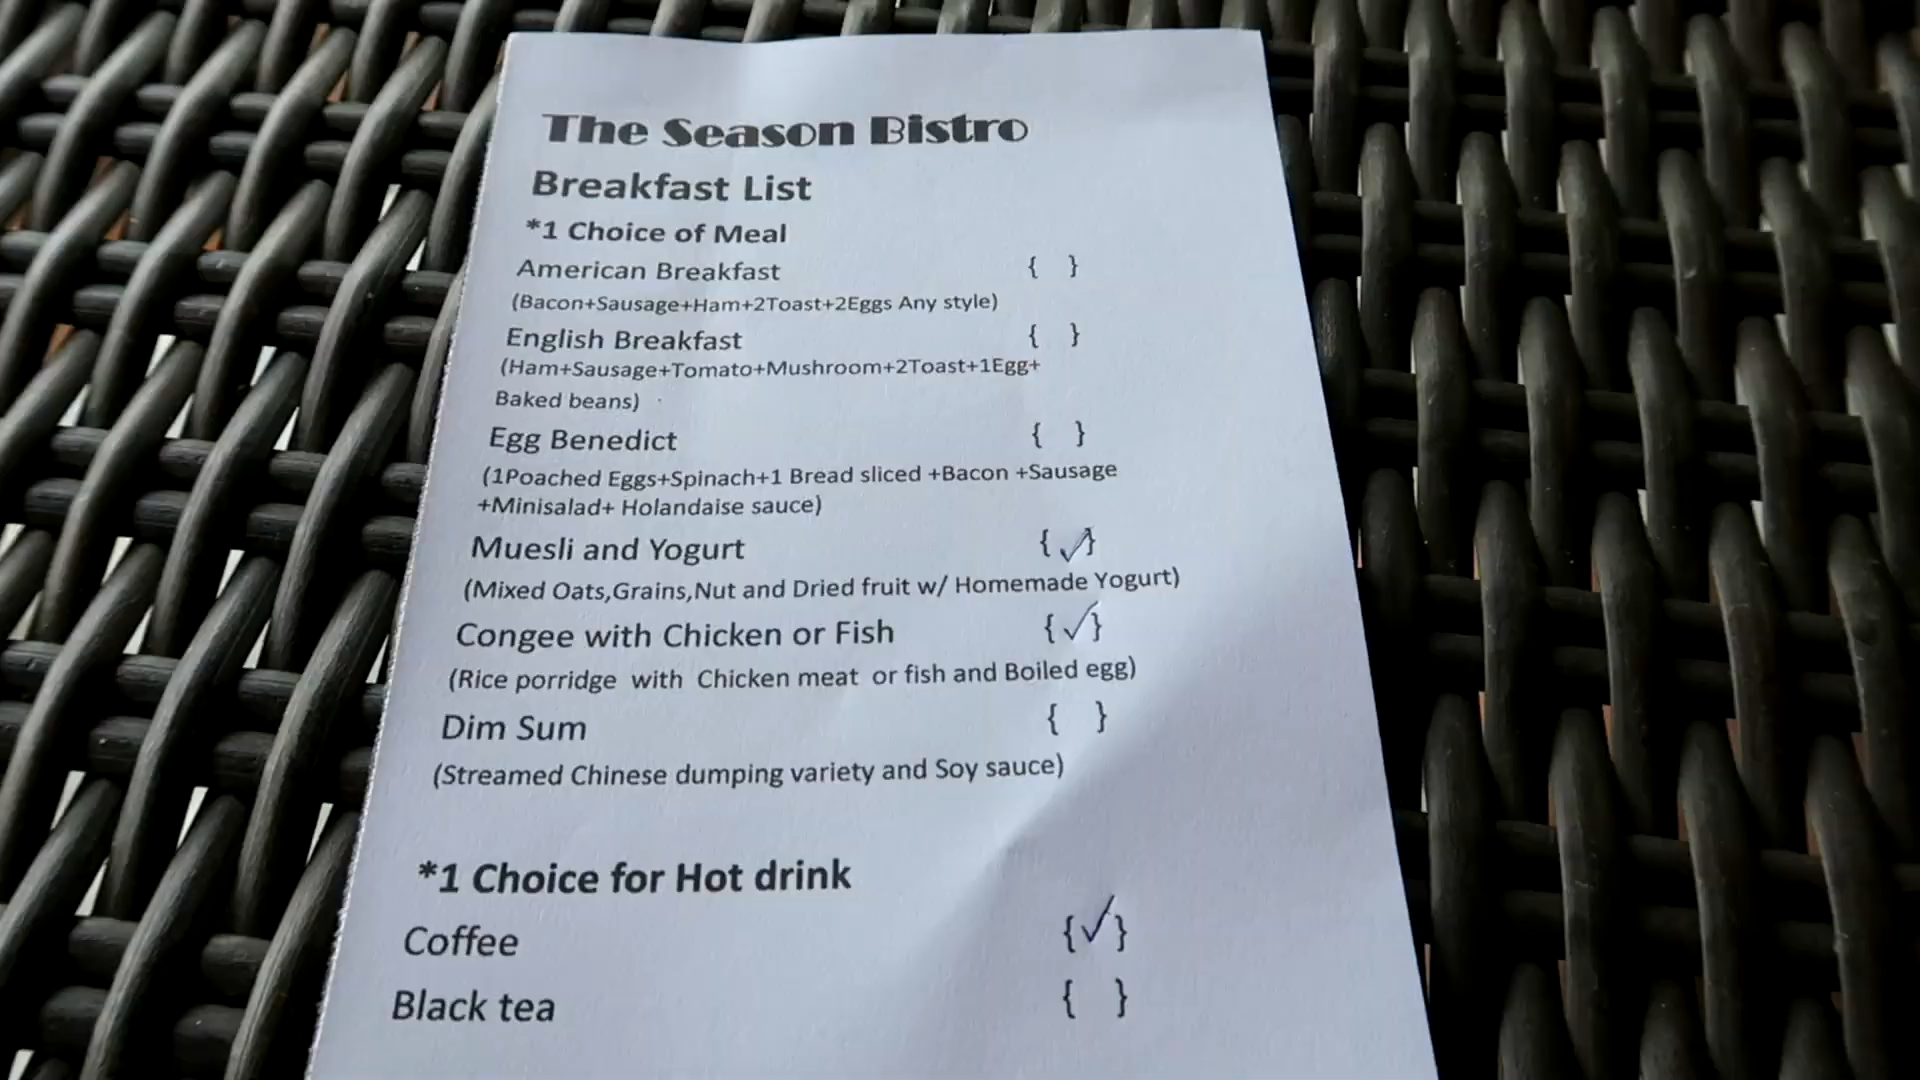 The Season Bistro
Breakfast List
*1 Choice of Meal
American Breakfast { }
(Bacon+Sausage+Ham+2Toast+2Eggs Any style)
English Breakfast { }
(Ham+Sausage+Tomato+Mushroom+2Toast+1Egg+
Baked beans)
Egg Benedict { }
(1Poached Eggs+Spinach+1 Bread sliced +Bacon +Sausage
+Minisalad+ Holandaise sauce)
Muesli and Yogurt {✓}
(Mixed Oats,Grains,Nut and Dried fruit w/ Homemade Yogurt)
Congee with Chicken or Fish {✓}
(Rice porridge with Chicken meat or fish and Boiled egg)
Dim Sum { }
(Streamed Chinese dumping variety and Soy sauce)
*1 Choice for Hot drink
Coffee {✓}
Black tea { }